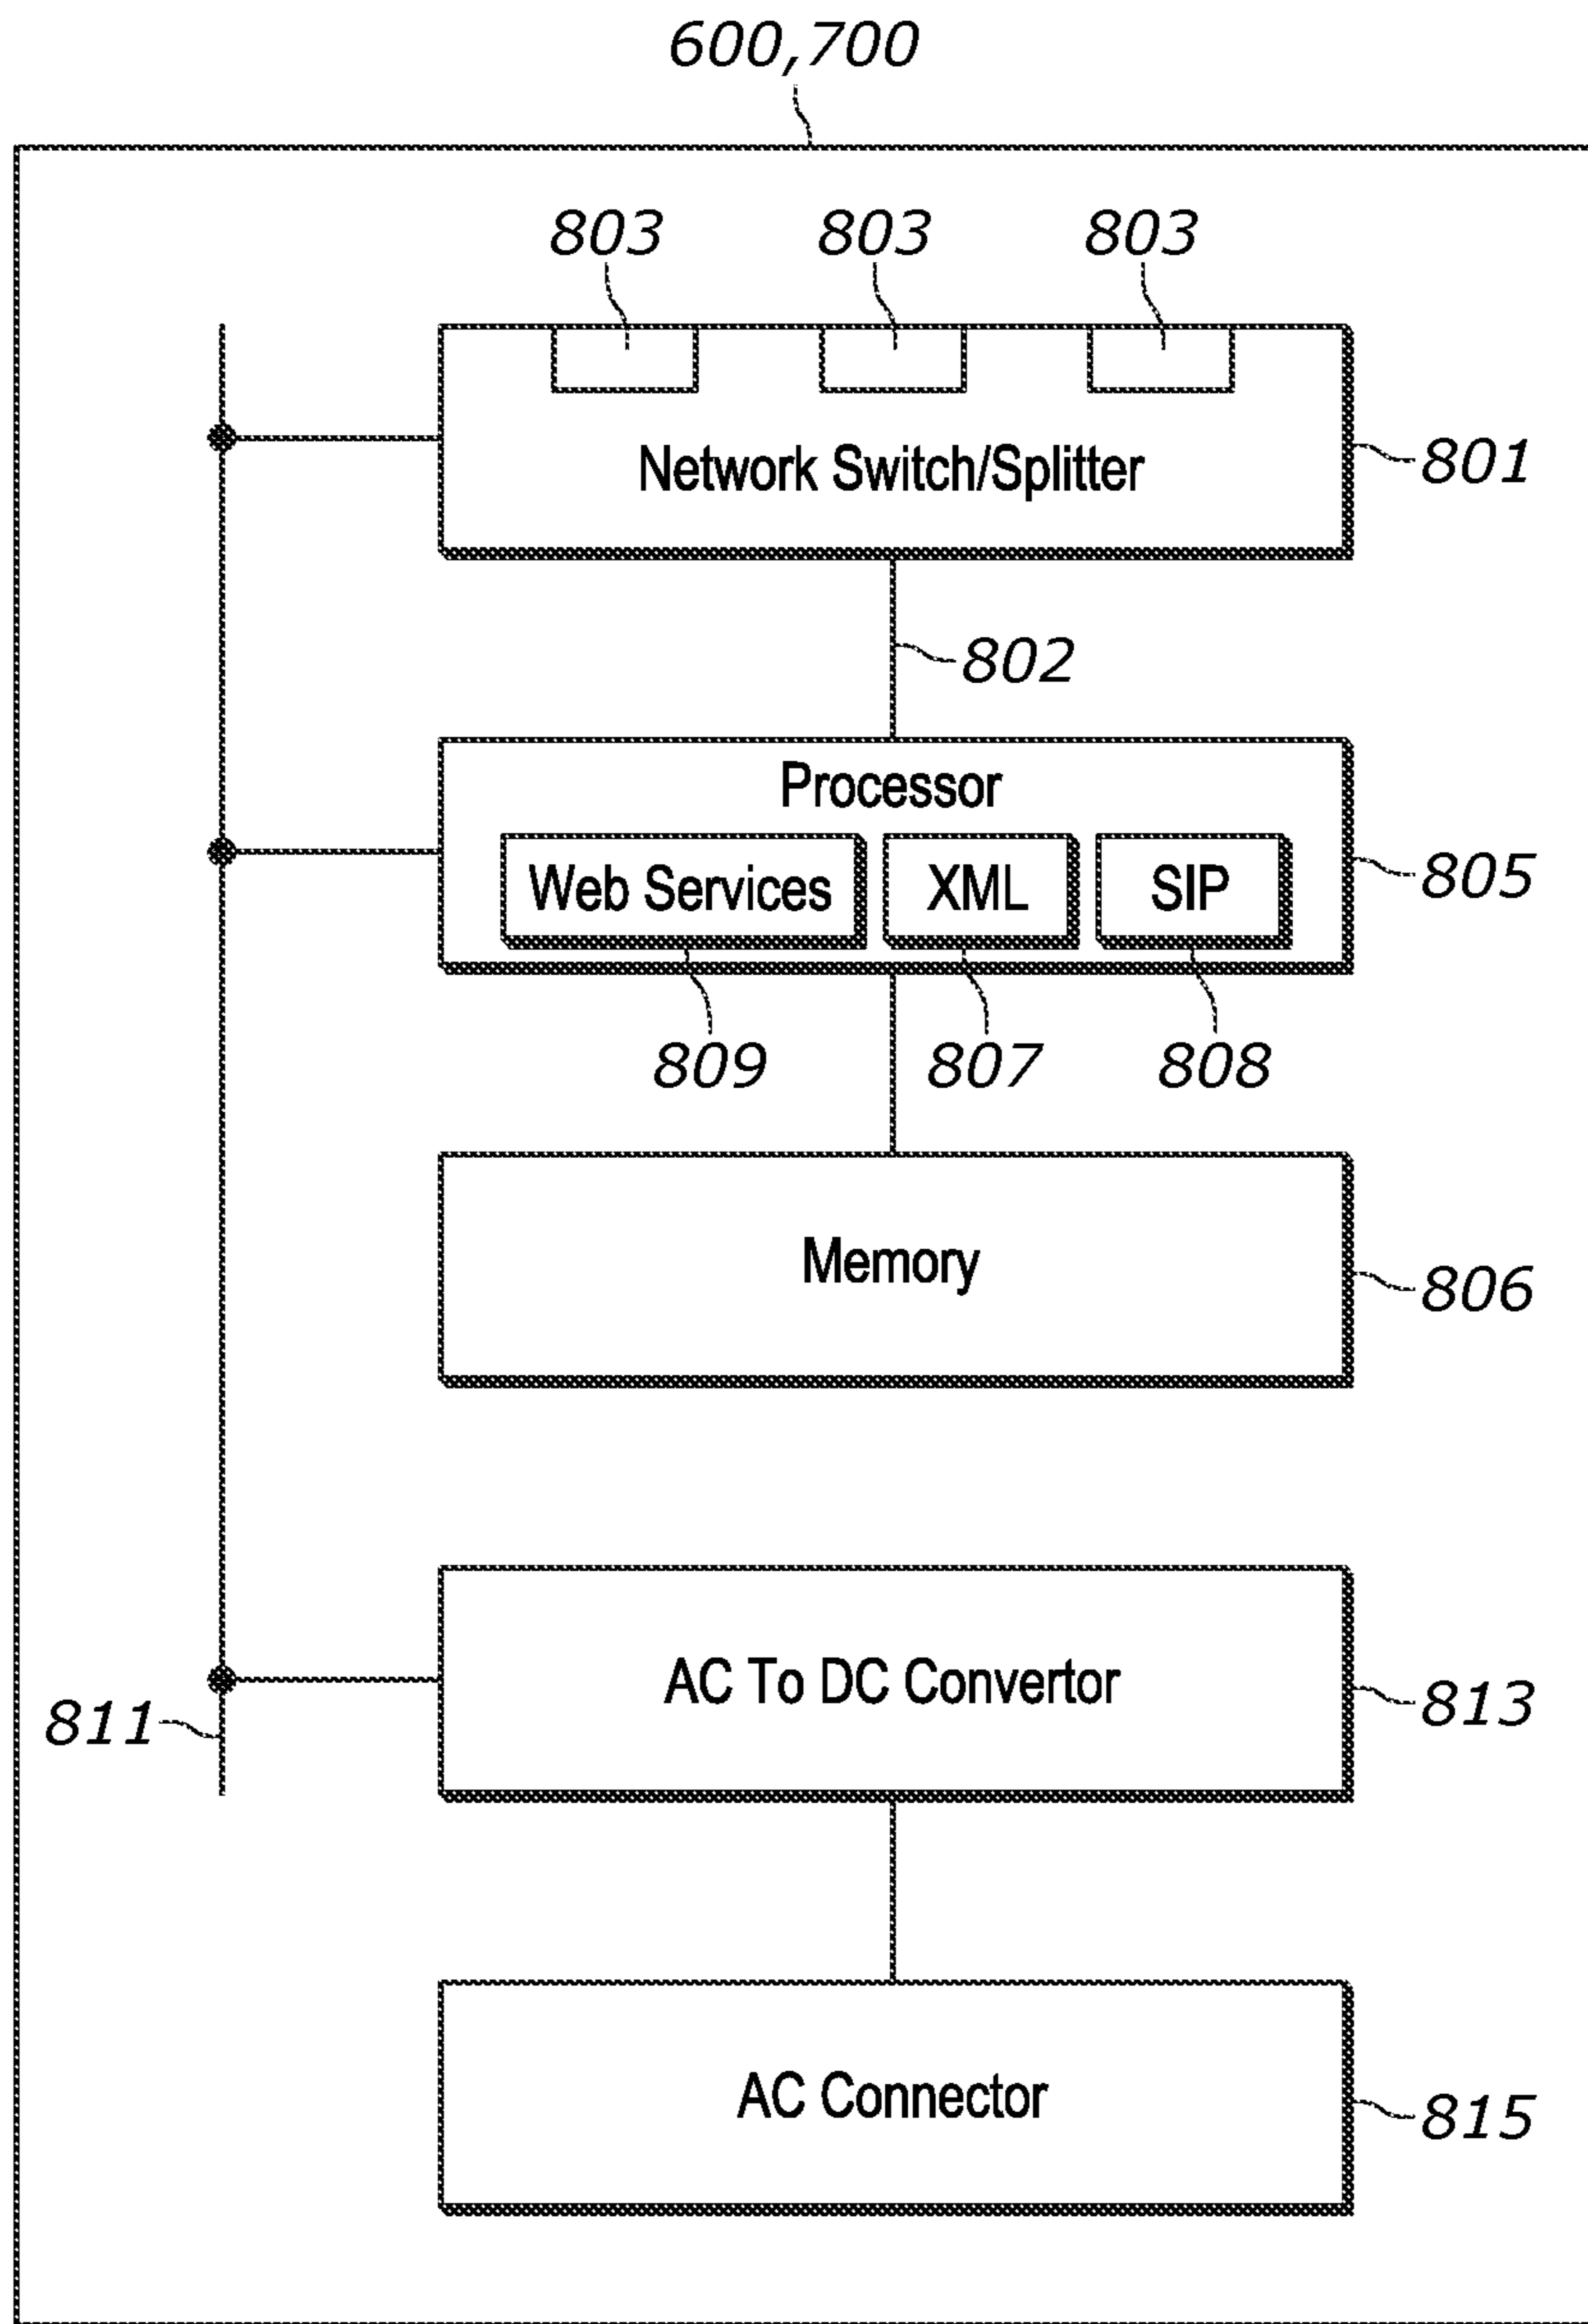 600,700
803 803 803
Network Switch/Splitter
801
802
Processor
Web Services XML SIP
805
809 807 808
Memory
806
AC To DC Convertor
813
811
AC Connector
815